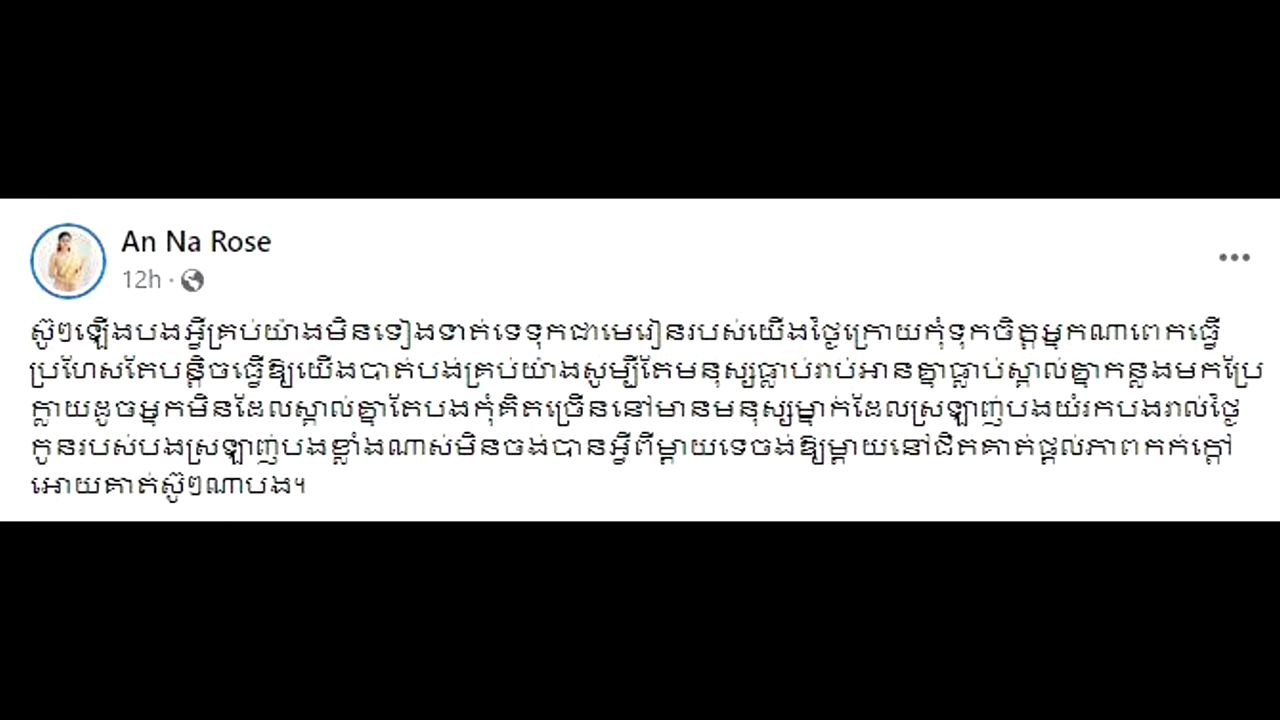 An Na Rose
12h ·
ស៊ូៗឡើងបងអ្វីគ្រប់យ៉ាងមិនទៀងទាត់ទេទុកជាមេរៀនរបស់យើងថ្ងៃក្រោយកុំទុកចិត្តអ្នកណាពេកធ្វើ
ប្រហែសតែបន្តិចធ្វើឱ្យយើងបាត់បង់គ្រប់យ៉ាងសូម្បីតែមនុស្សធ្លាប់រាប់អានគ្នាធ្លាប់ស្គាល់គ្នាកន្លងមកប្រែ
ក្លាយដូចអ្នកមិនដែលស្គាល់គ្នាតែបងកុំគិតច្រើននៅមានមនុស្សម្នាក់ដែលស្រឡាញ់បងយំរកបងរាល់ថ្ងៃ
កូនរបស់បងស្រឡាញ់បងខ្លាំងណាស់មិនចង់បានអ្វីពីម្ដាយទេចង់ឱ្យម្ដាយនៅជិតគាត់ផ្ដល់ភាពកក់ក្ដៅ
អោយគាត់ស៊ូៗណាបង។